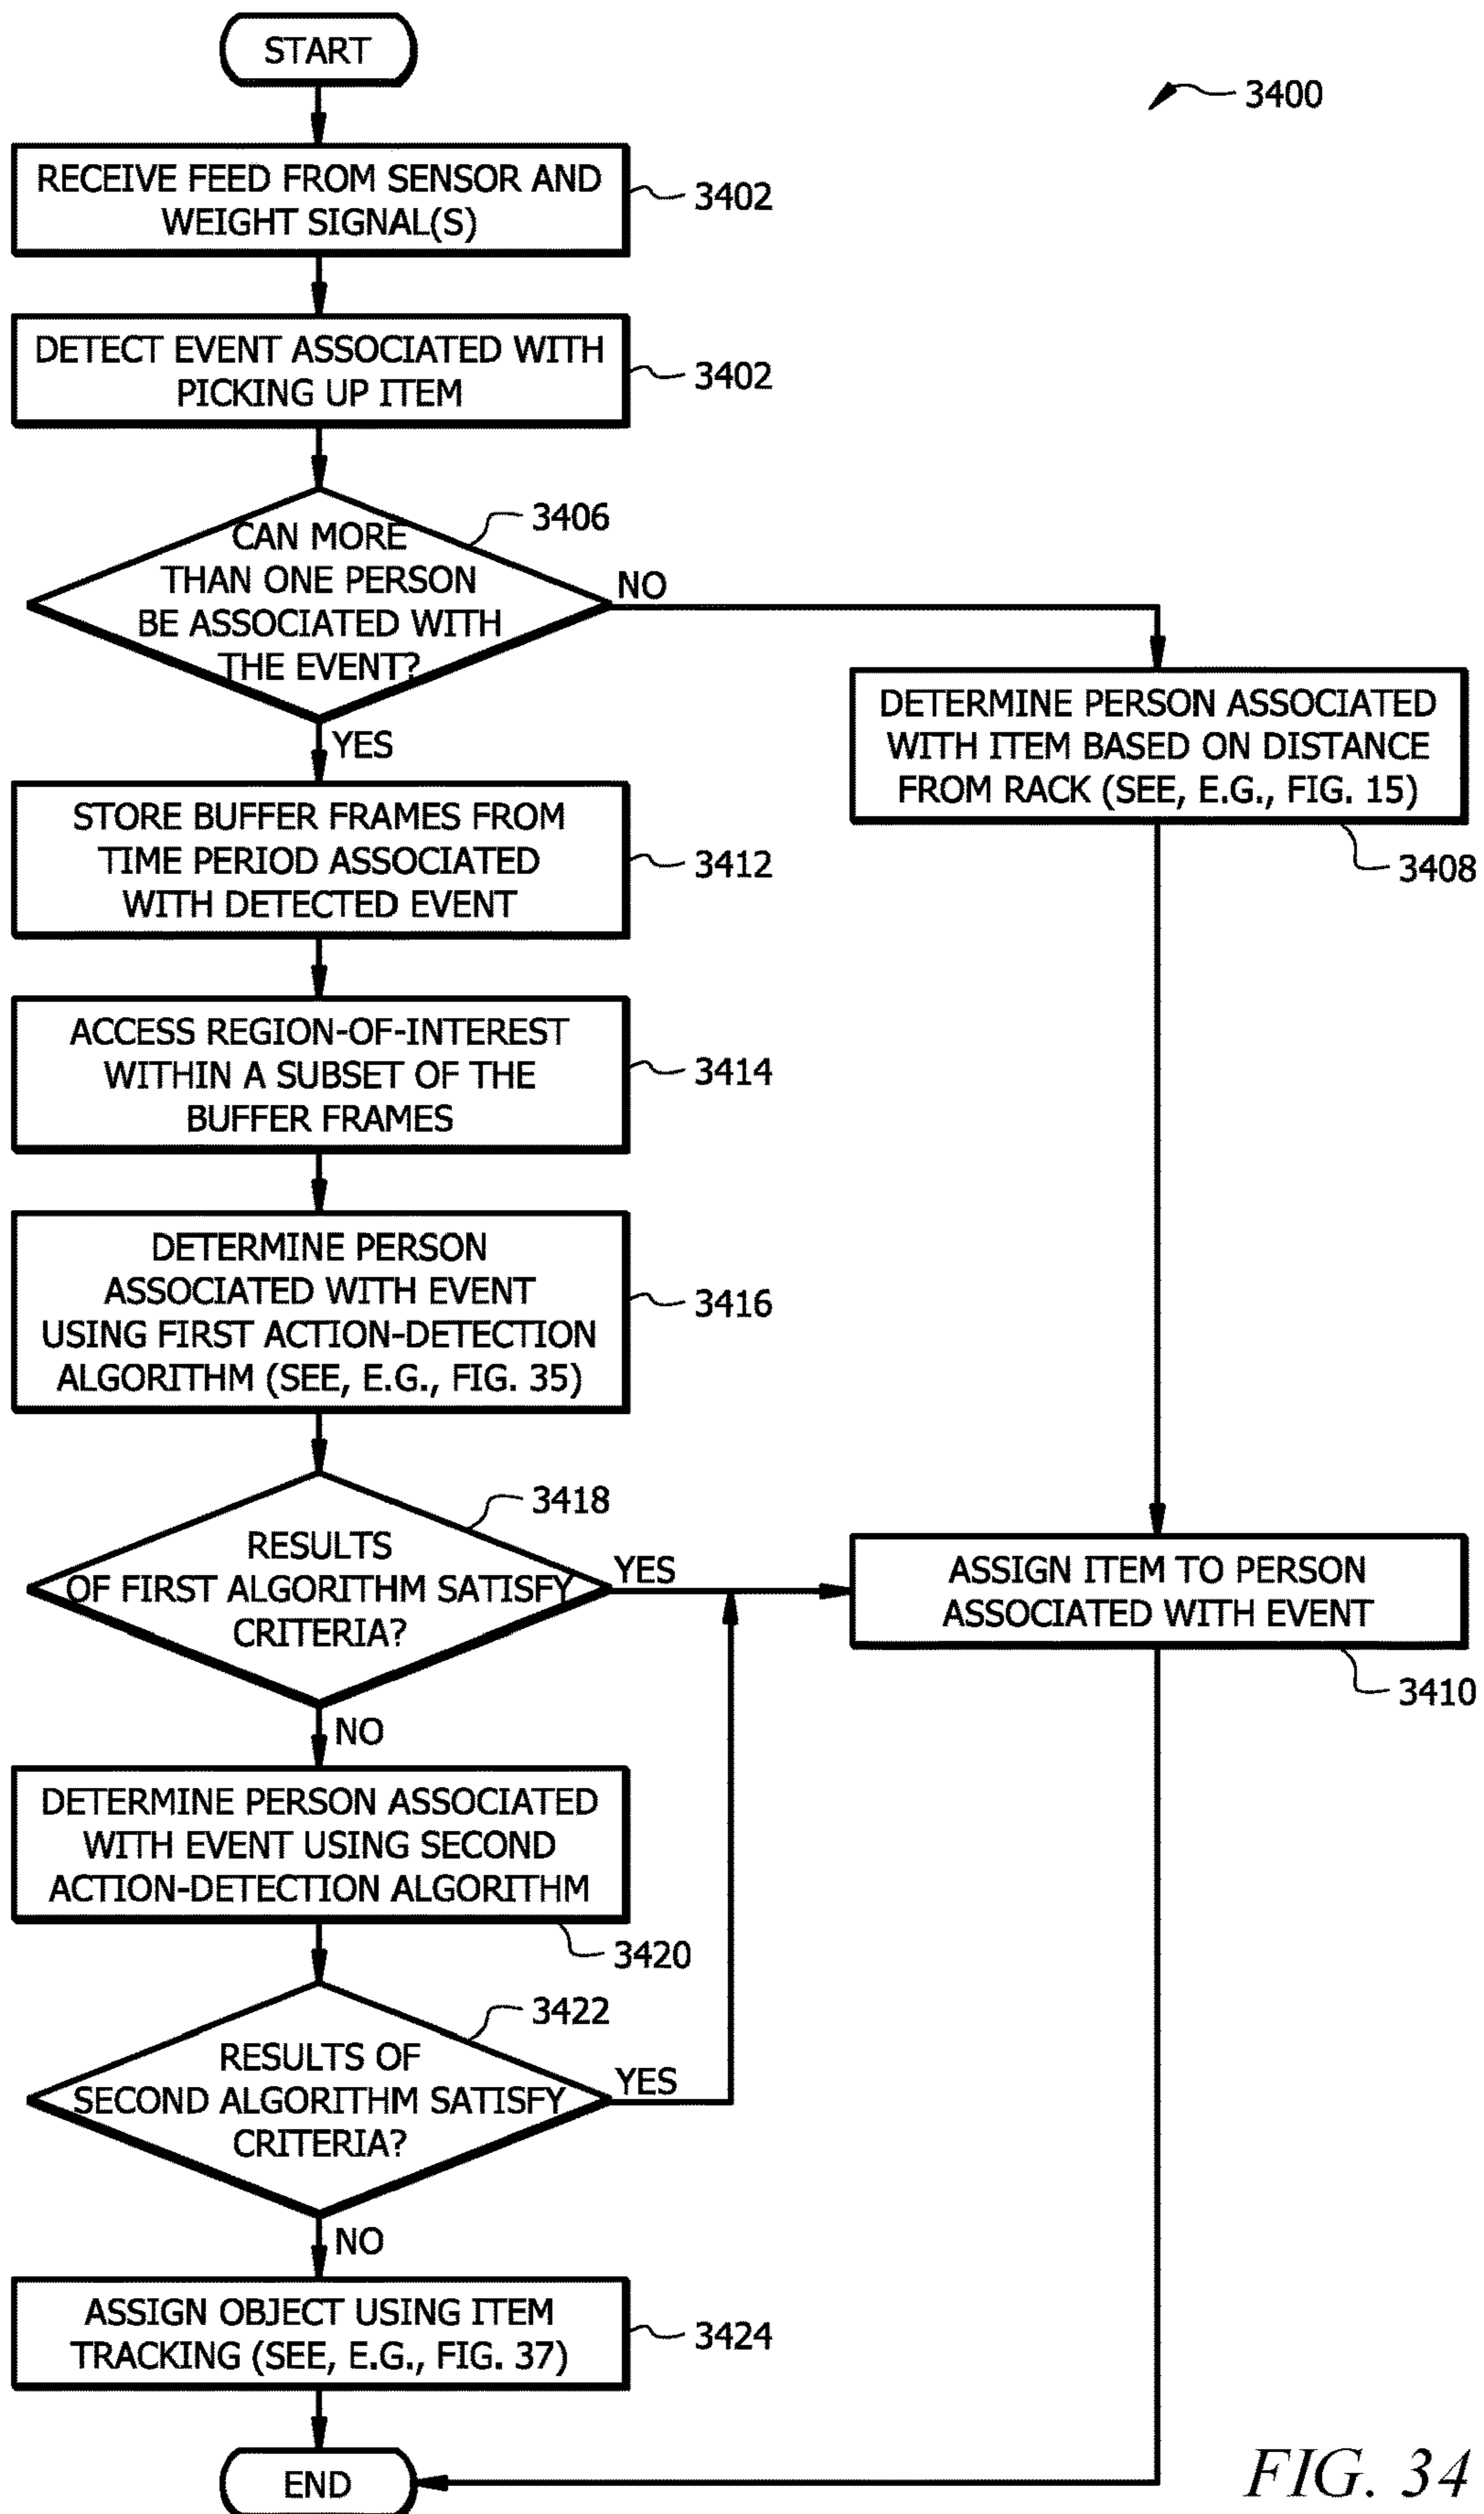 START
3400
RECEIVE FEED FROM SENSOR AND
WEIGHT SIGNAL(S)
3402
DETECT EVENT ASSOCIATED WITH
PICKING UP ITEM
3402
3406
CAN MORE
THAN ONE PERSON
BE ASSOCIATED WITH
THE EVENT?
NO
YES
DETERMINE PERSON ASSOCIATED
WITH ITEM BASED ON DISTANCE
FROM RACK (SEE, E.G., FIG. 15)
3408
STORE BUFFER FRAMES FROM
TIME PERIOD ASSOCIATED
WITH DETECTED EVENT
3412
ACCESS REGION-OF-INTEREST
WITHIN A SUBSET OF THE
BUFFER FRAMES
3414
DETERMINE PERSON
ASSOCIATED WITH EVENT
USING FIRST ACTION-DETECTION
ALGORITHM (SEE, E.G., FIG. 35)
3416
3418
RESULTS
OF FIRST ALGORITHM SATISFY
CRITERIA?
YES
NO
ASSIGN ITEM TO PERSON
ASSOCIATED WITH EVENT
3410
DETERMINE PERSON ASSOCIATED
WITH EVENT USING SECOND
ACTION-DETECTION ALGORITHM
3420
3422
RESULTS OF
SECOND ALGORITHM SATISFY
CRITERIA?
YES
NO
ASSIGN OBJECT USING ITEM
TRACKING (SEE, E.G., FIG. 37)
3424
END
FIG. 34